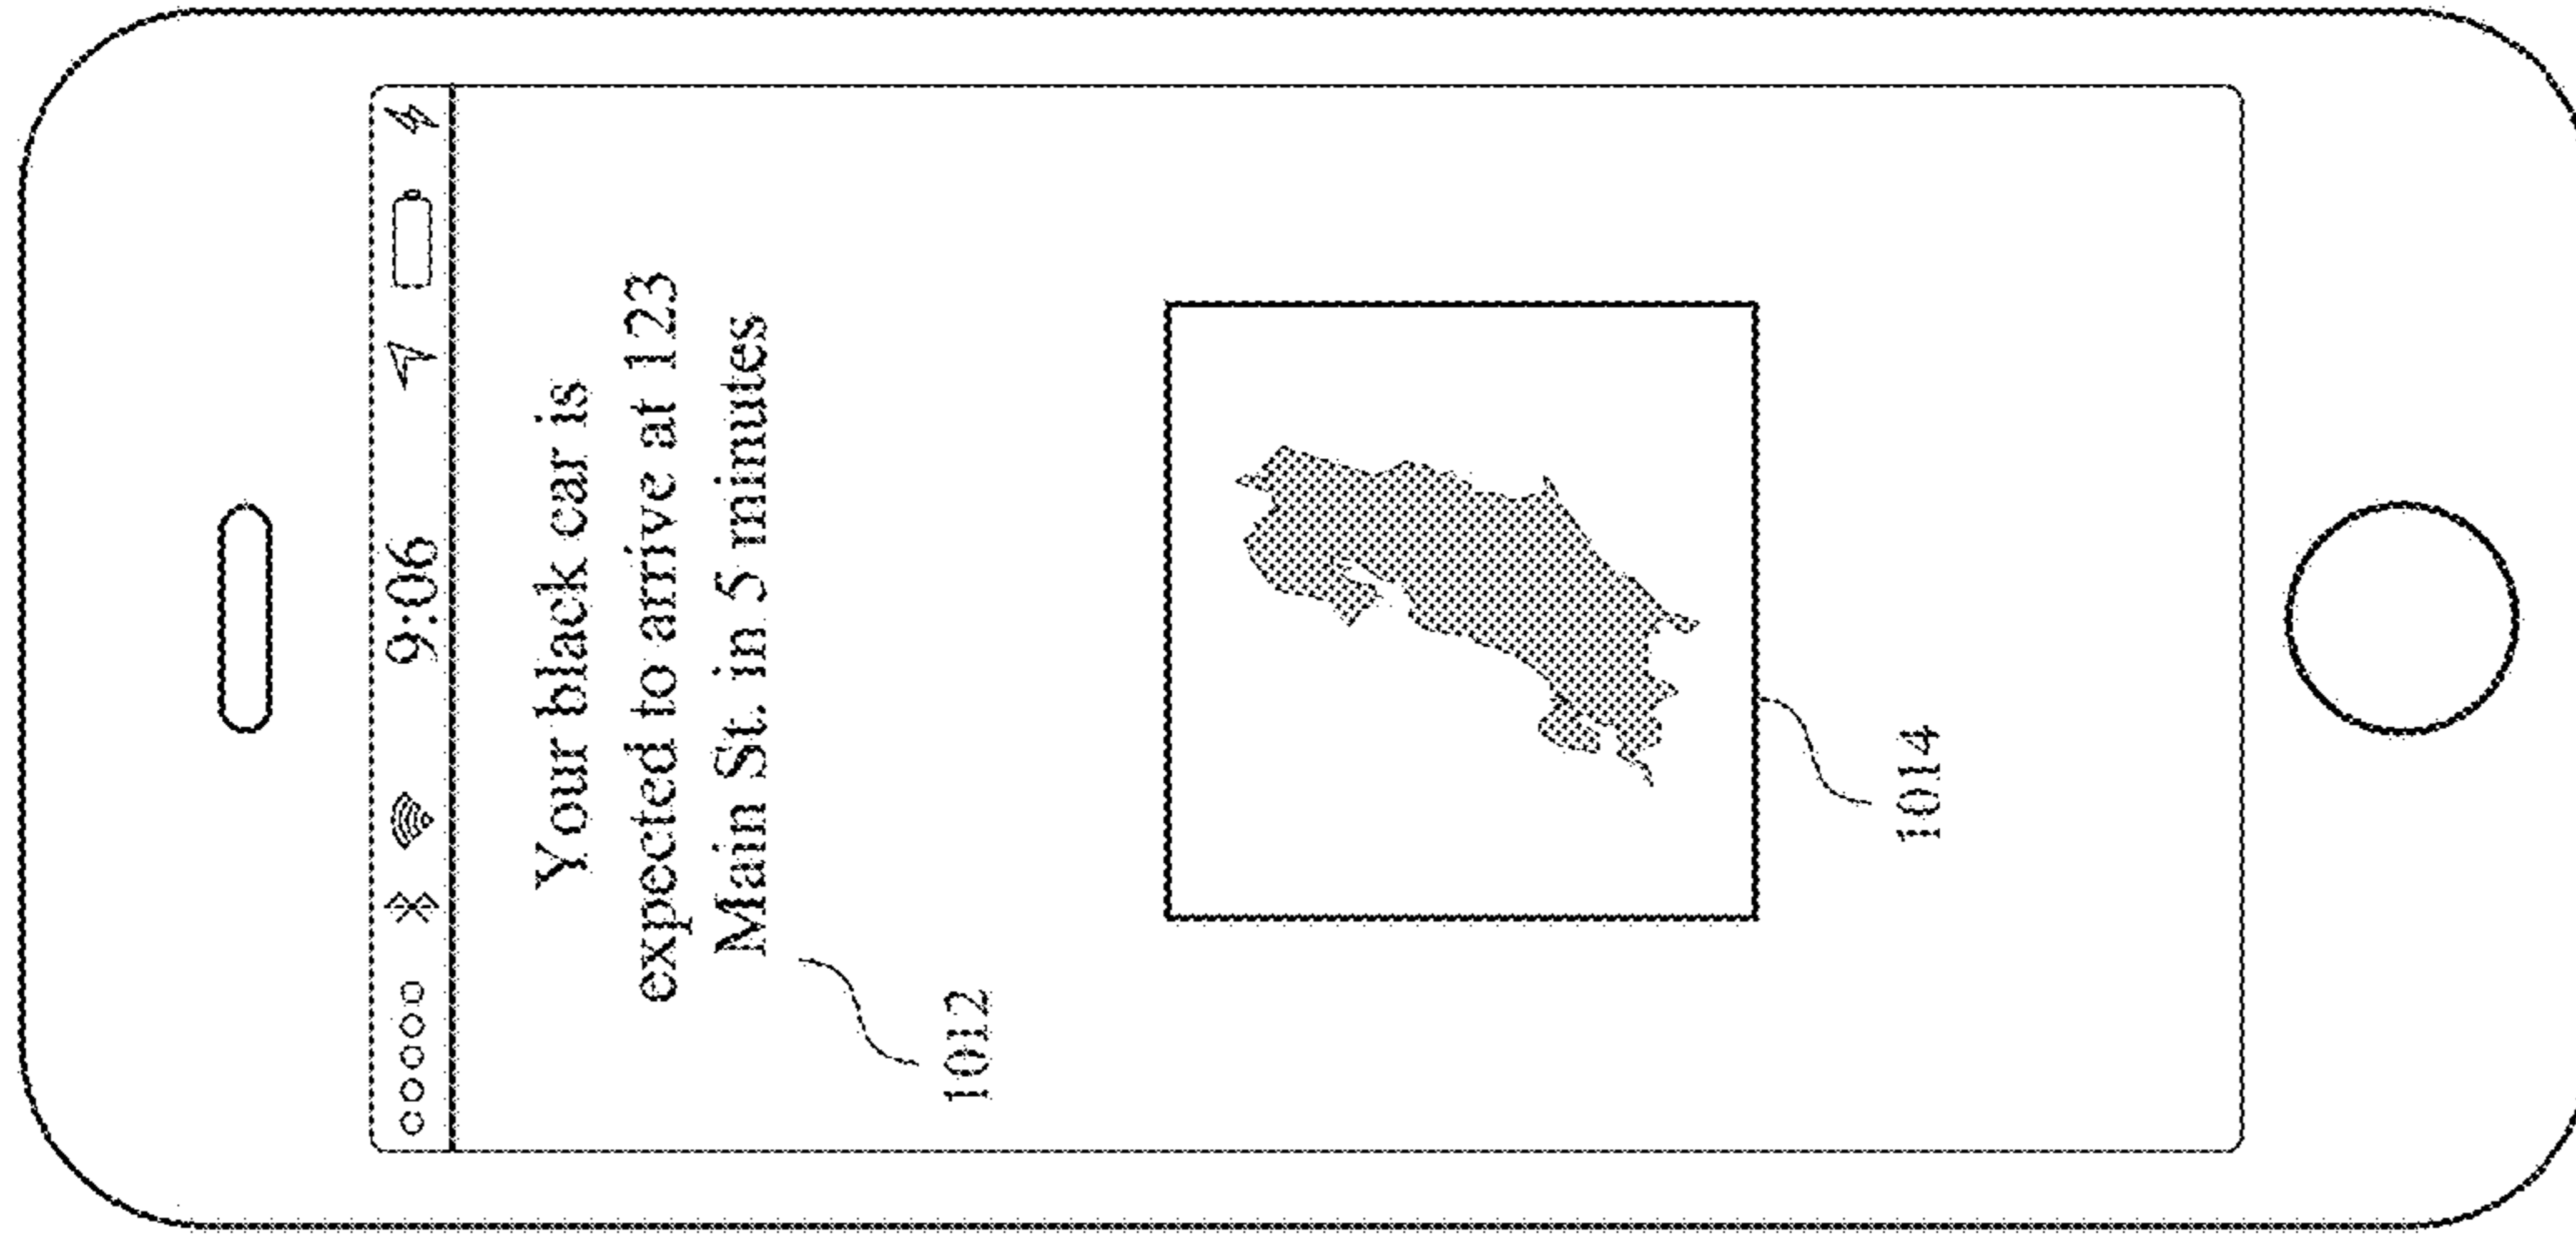 9:06
Your black car is
expected to arrive at 123
Main St. in 5 minutes
1012
1014